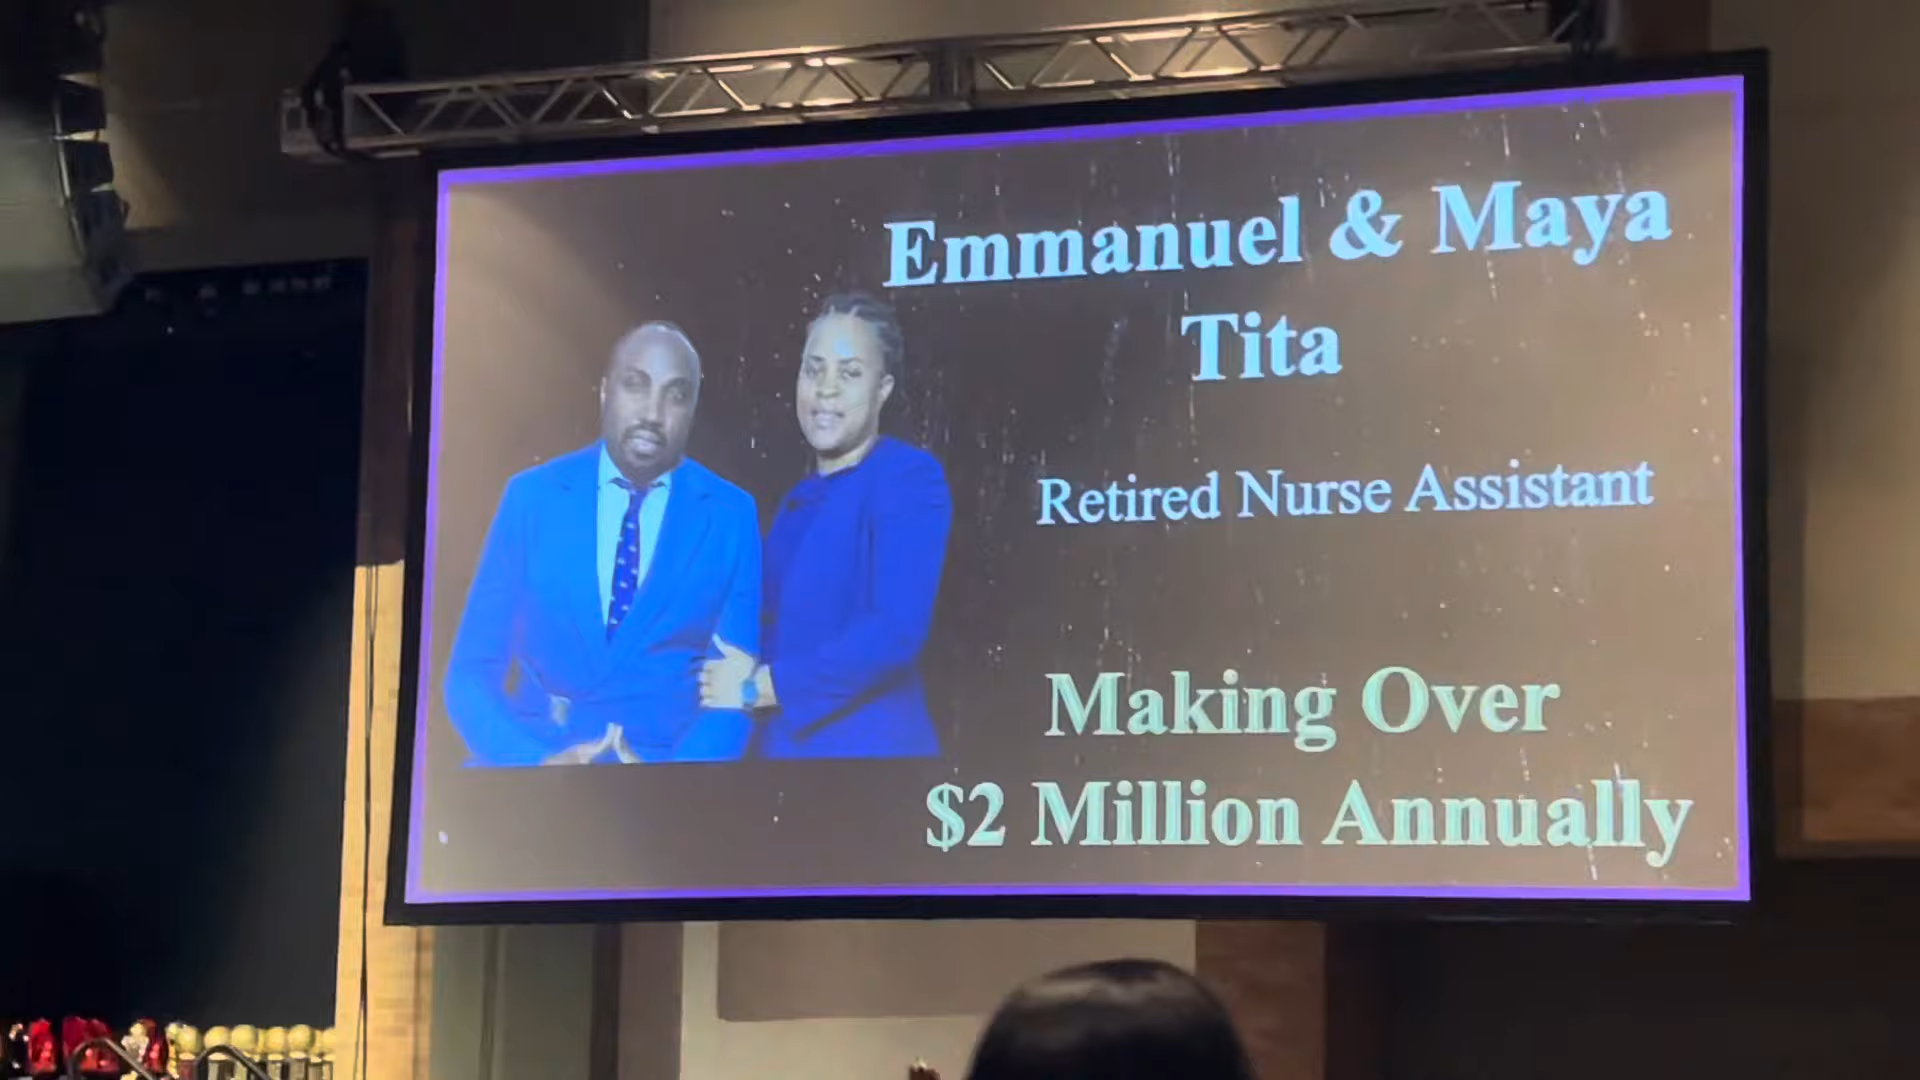 Emmanuel & Maya
Tita
Retired Nurse Assistant
Making Over
$2 Million Annually